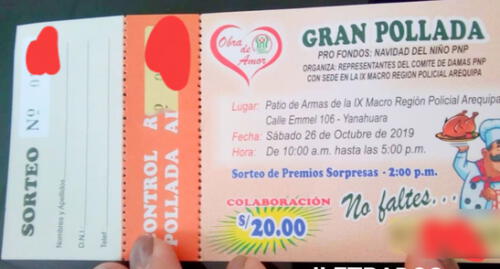 SORTEO
Nº 0
Nombres y Apellidos
D.N.I.
Telef
CONTROL
POLLADA
Obra
de
Amor
GRAN POLLADA
PRO FONDOS: NAVIDAD DEL NIÑO PNP
ORGANIZA: REPRESENTANTES DEL COMITE DE DAMAS PNP
CON SEDE EN LA IX MACRO REGION POLICIAL AREQUIPA
Lugar: Patio de Armas de la IX Macro Región Policial Arequipa
Calle Emmel 106 - Yanahuara
Fecha: Sábado 26 de Octubre de 2019
Hora: De 10:00 a.m. hasta las 5:00 p.m.
Sorteo de Premios Sorpresas - 2:00 p.m.
COLABORACIÓN
S/ 20.00
No faltes...